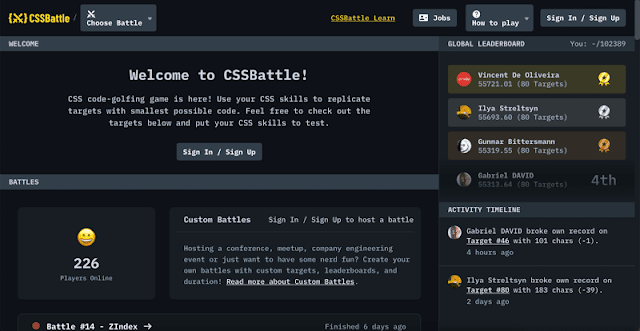 CSSBattle / Choose Battle CSSBattle Learn Jobs How to play Sign In / Sign Up
WELCOME
Welcome to CSSBattle!
CSS code-golfing game is here! Use your CSS skills to replicate
targets with smallest possible code. Feel free to check out the
targets below and put your CSS skills to test.
Sign In / Sign Up
BATTLES
226
Players Online
Custom Battles Sign In / Sign Up to host a battle
Hosting a conference, meetup, company engineering
event or just want to have some nerd fun? Create your
own battles with custom targets, leaderboards, and
duration! Read more about Custom Battles.
Battle #14 - ZIndex → Finished 6 days ago
GLOBAL LEADERBOARD You: -/102389
Vincent De Oliveira
55721.01 (80 Targets)
Ilya Streltsyn
55693.60 (80 Targets)
Gunnar Bittersmann
55319.55 (80 Targets)
Gabriel DAVID
55313.64 (80 Targets)
4th
ACTIVITY TIMELINE
Gabriel DAVID broke own record on
Target #46 with 101 chars (-1).
4 hours ago
Ilya Streltsyn broke own record on
Target #80 with 183 chars (-39).
2 days ago